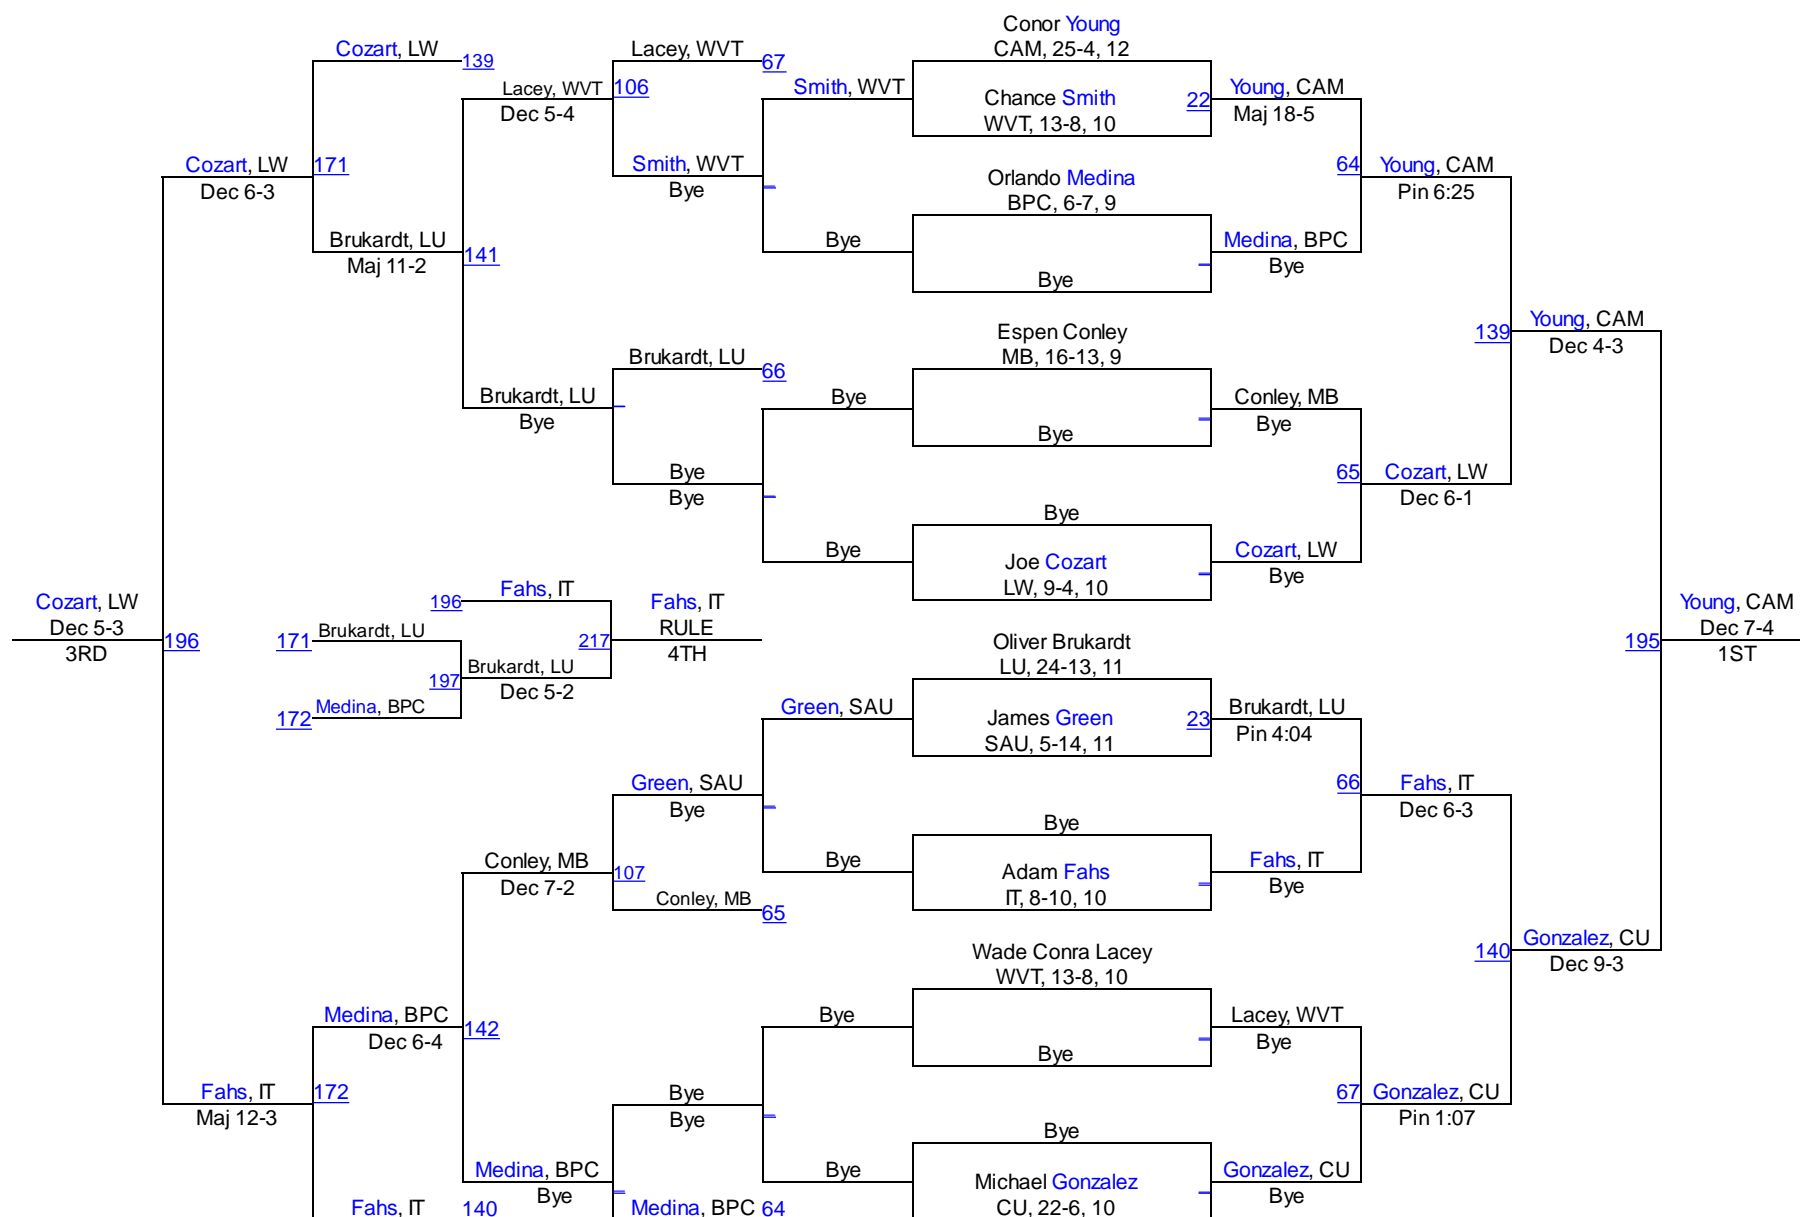 Conor Young
CAM, 25-4, 12
Cozart, LW
139
Lacey, WVT
67
Lacey, WVT
106
Dec 5-4
Smith, WVT
Chance Smith
WVT, 13-8, 10
22
Young, CAM
Maj 18-5
Cozart, LW
171
Dec 6-3
Smith, WVT
Bye
Orlando Medina
BPC, 6-7, 9
64
Young, CAM
Pin 6:25
Brukardt, LU
Maj 11-2
141
Bye
Bye
Medina, BPC
Bye
Espen Conley
MB, 16-13, 9
139
Young, CAM
Dec 4-3
Brukardt, LU
66
Brukardt, LU
Bye
Bye
Bye
Conley, MB
Bye
Bye
Bye
65
Cozart, LW
Dec 6-1
Bye
Bye
Joe Cozart
LW, 9-4, 10
Cozart, LW
Bye
Cozart, LW
Dec 5-3
3RD
196
196
Fahs, IT
171
Brukardt, LU
217
Fahs, IT
RULE
4TH
197
Brukardt, LU
Dec 5-2
172
Medina, BPC
Oliver Brukardt
LU, 24-13, 11
195
Young, CAM
Dec 7-4
1ST
Green, SAU
James Green
SAU, 5-14, 11
23
Brukardt, LU
Pin 4:04
Green, SAU
Bye
66
Fahs, IT
Dec 6-3
Bye
Bye
Adam Fahs
IT, 8-10, 10
Fahs, IT
Bye
Conley, MB
Dec 7-2
107
Conley, MB
65
Wade Conra Lacey
WVT, 13-8, 10
140
Gonzalez, CU
Dec 9-3
Medina, BPC
Dec 6-4
142
Bye
Bye
Lacey, WVT
Bye
Fahs, IT
Maj 12-3
172
Bye
Bye
67
Gonzalez, CU
Pin 1:07
Bye
Medina, BPC
Bye
Bye
Michael Gonzalez
CU, 22-6, 10
Gonzalez, CU
Bye
Fahs, IT
140
Medina, BPC
64